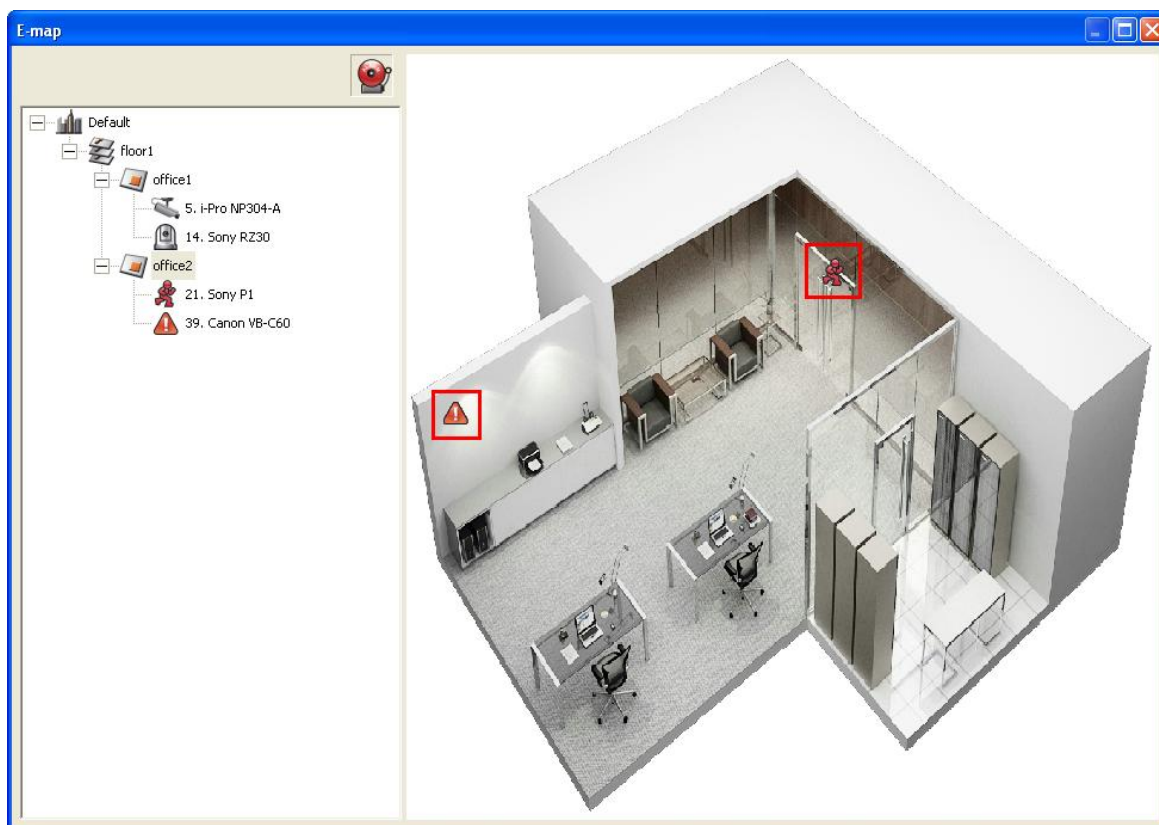 E-map
Default
floor1
office1
5. i-Pro NP304-A
14. Sony RZ30
office2
21. Sony P1
39. Canon VB-C60